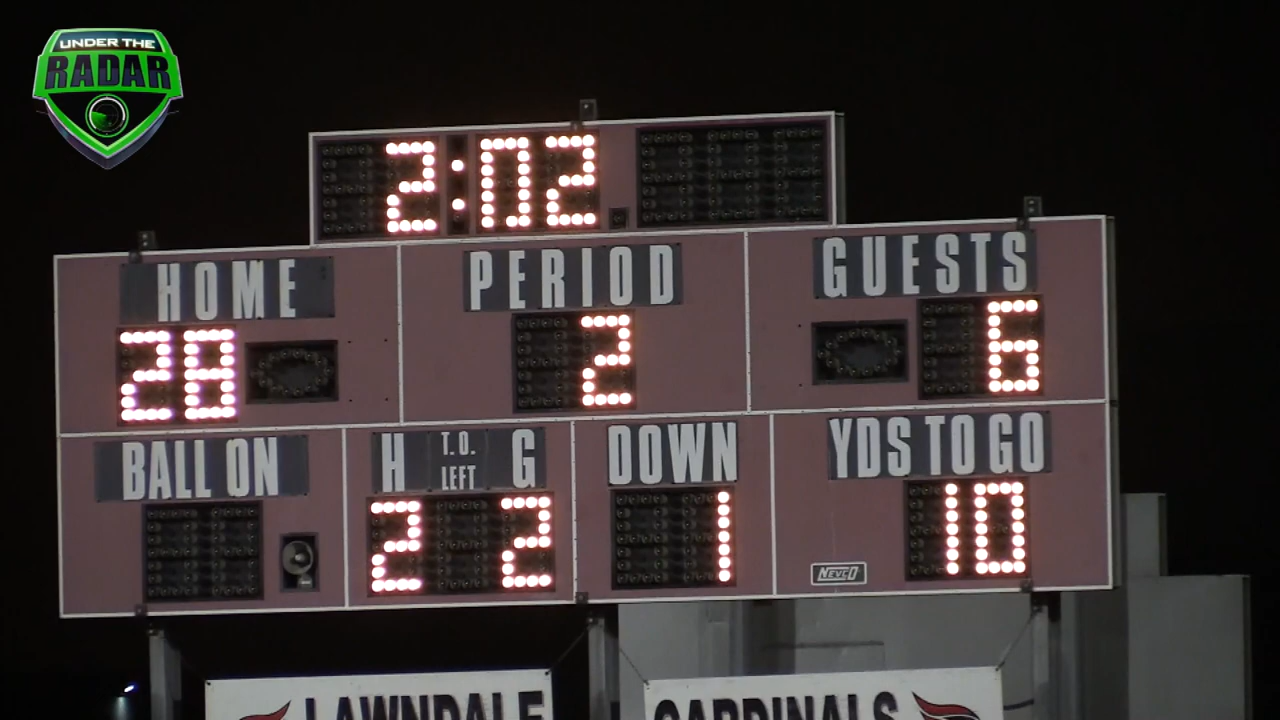 UNDER THE
RADAR
2:02
HOME PERIOD GUESTS
28 2 6
BALL ON H T.O. LEFT G DOWN YDS TO GO
2 2 1 10
NEVCO
LAWNDALE CARDINALS